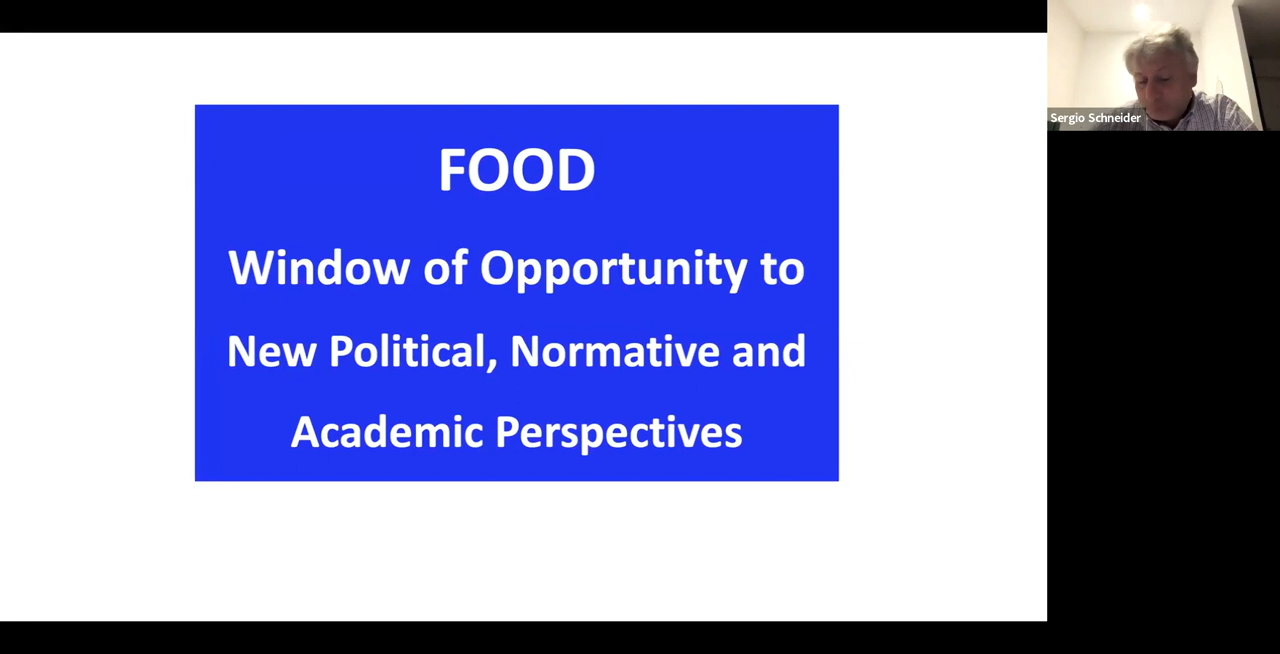 FOOD
Window of Opportunity to
New Political, Normative and
Academic Perspectives
Sergio Schneider